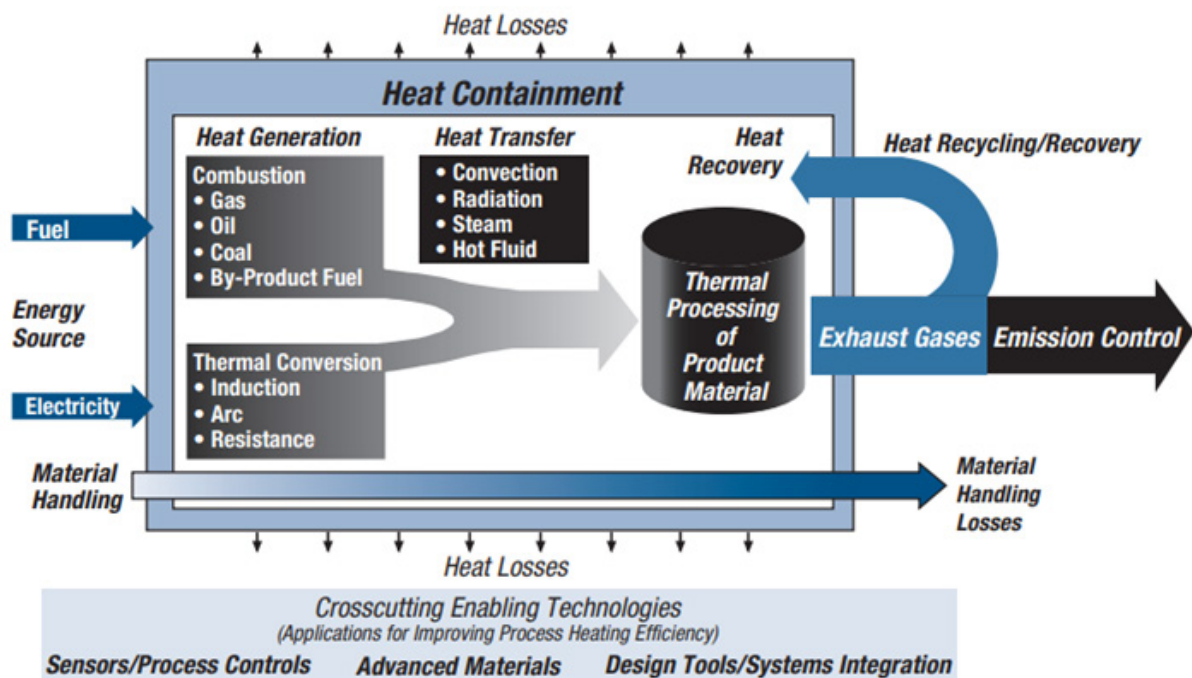 Heat Losses
Heat Containment
Heat Generation
Combustion
• Gas
• Oil
• Coal
• By-Product Fuel
Heat Transfer
• Convection
• Radiation
• Steam
• Hot Fluid
Heat
Recovery
Heat Recycling/Recovery
Fuel
Energy
Source
Electricity
Thermal Conversion
• Induction
• Arc
• Resistance
Thermal
Processing
of
Product
Material
Exhaust Gases
Emission Control
Material
Handling
Material
Handling
Losses
Heat Losses
Crosscutting Enabling Technologies
(Applications for Improving Process Heating Efficiency)
Sensors/Process Controls Advanced Materials Design Tools/Systems Integration